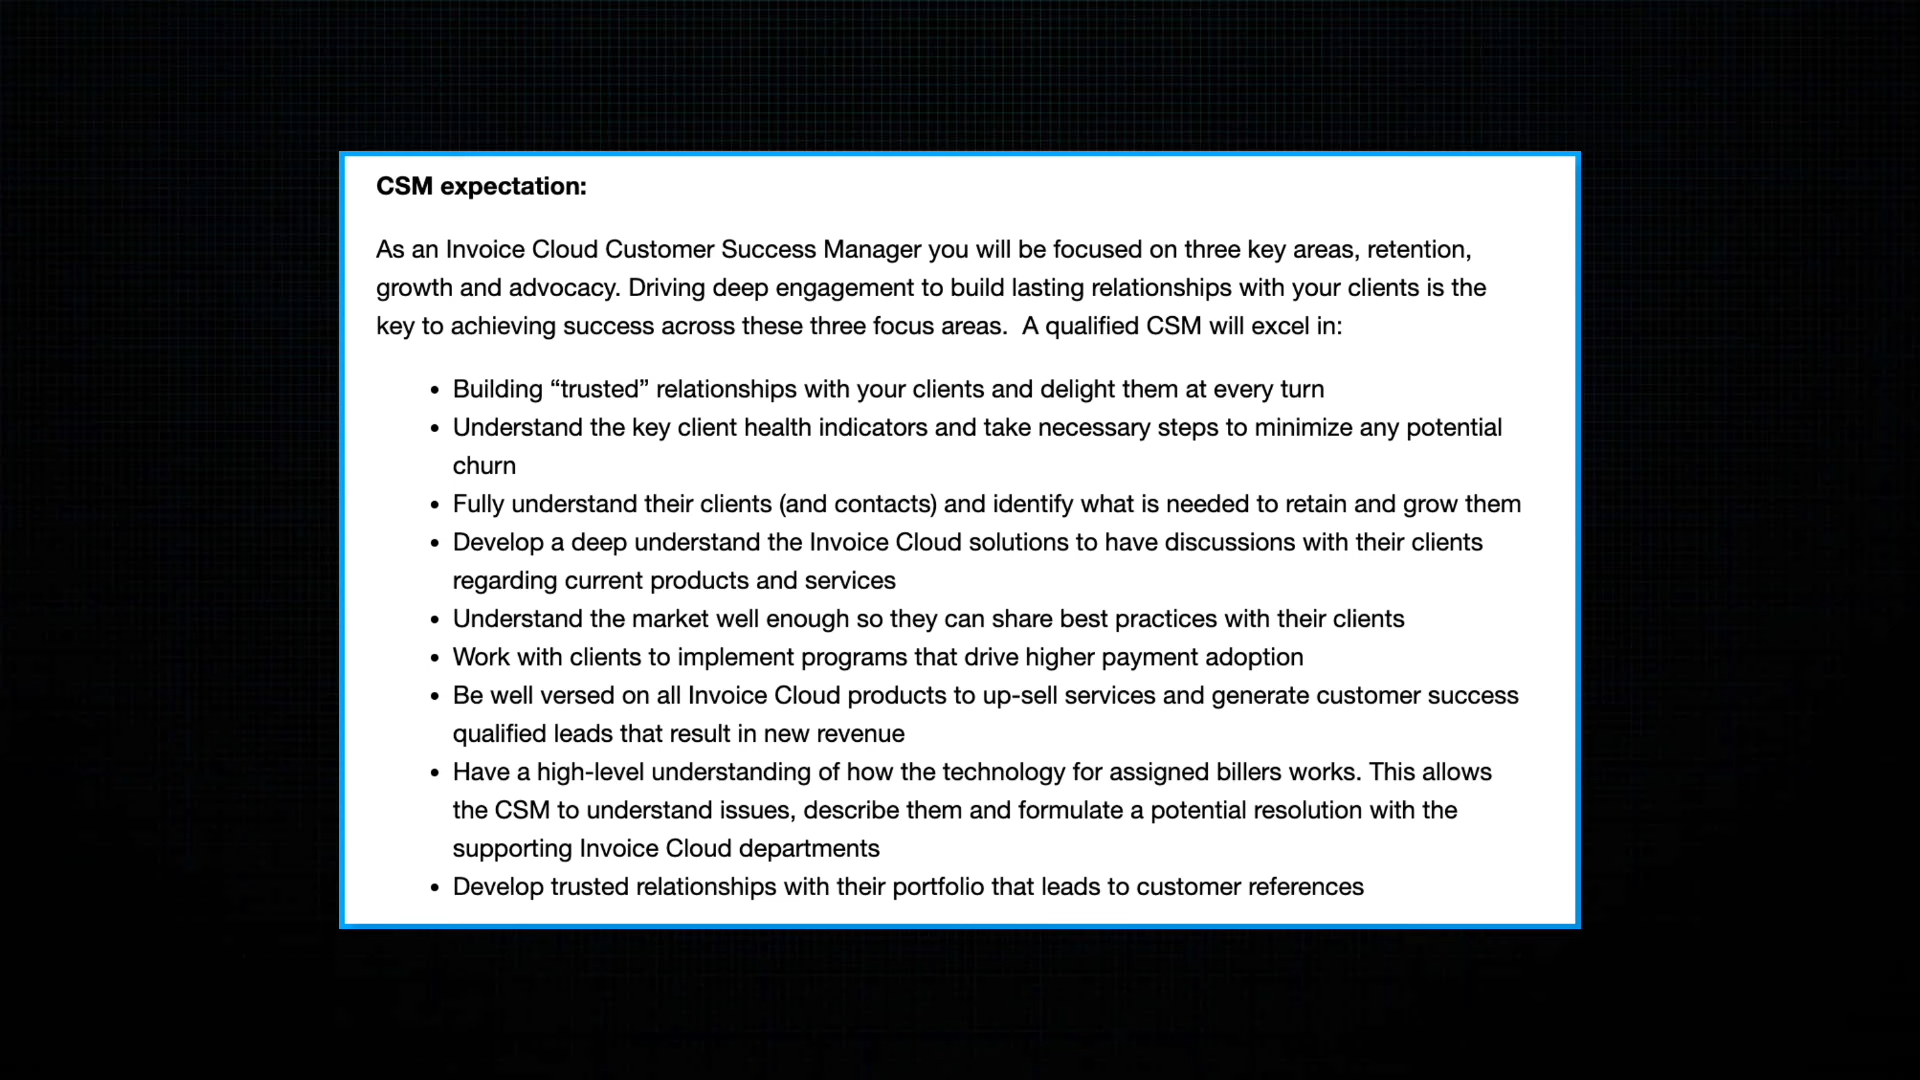 CSM expectation:
As an Invoice Cloud Customer Success Manager you will be focused on three key areas, retention,
growth and advocacy. Driving deep engagement to build lasting relationships with your clients is the
key to achieving success across these three focus areas.  A qualified CSM will excel in:
• Building “trusted” relationships with your clients and delight them at every turn
• Understand the key client health indicators and take necessary steps to minimize any potential
churn
• Fully understand their clients (and contacts) and identify what is needed to retain and grow them
• Develop a deep understand the Invoice Cloud solutions to have discussions with their clients
regarding current products and services
• Understand the market well enough so they can share best practices with their clients
• Work with clients to implement programs that drive higher payment adoption
• Be well versed on all Invoice Cloud products to up-sell services and generate customer success
qualified leads that result in new revenue
• Have a high-level understanding of how the technology for assigned billers works. This allows
the CSM to understand issues, describe them and formulate a potential resolution with the
supporting Invoice Cloud departments
• Develop trusted relationships with their portfolio that leads to customer references